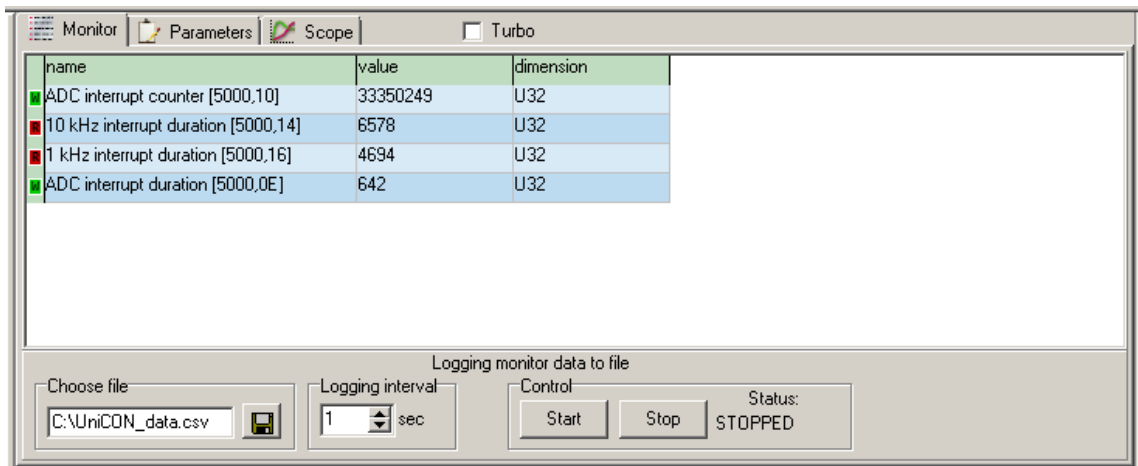 Monitor Parameters Scope Turbo
name value dimension
W ADC interrupt counter [5000,10] 33350249 U32
R 10 kHz interrupt duration [5000,14] 6578 U32
R 1 kHz interrupt duration [5000,16] 4694 U32
W ADC interrupt duration [5000,0E] 642 U32
Logging monitor data to file
Choose file Logging interval Control
Status:
C:\UniCON_data.csv 1 sec Start Stop STOPPED